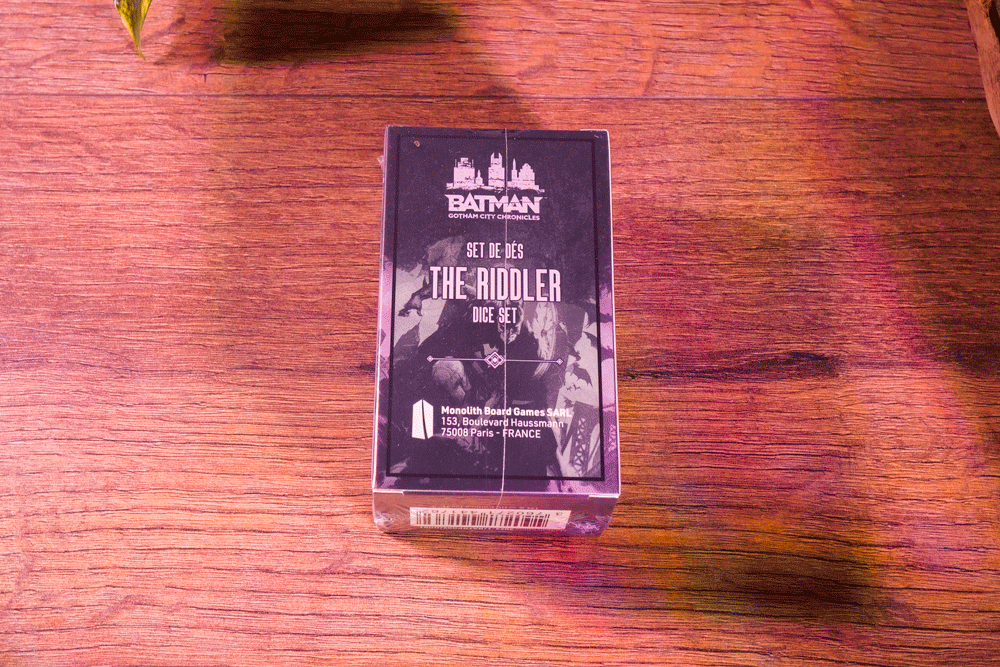 BATMAN
GOTHAM CITY CHRONICLES
SET DE DÉS
THE RIDDLER
DICE SET
Monolith Board Games SARL
153, Boulevard Haussmann
75008 Paris - FRANCE